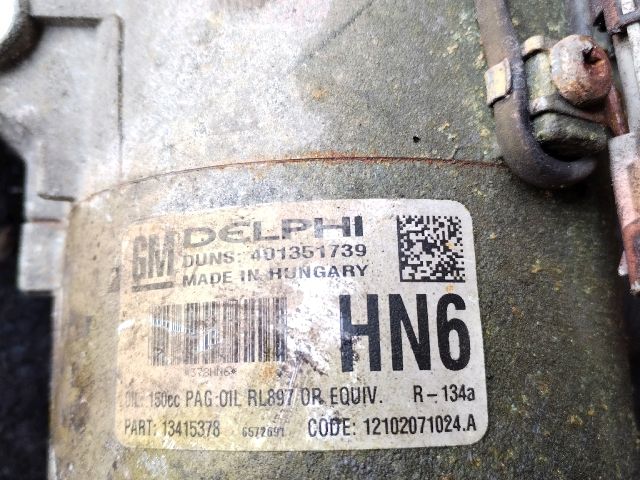 GM DELPHI
DUNS: 401351739
MADE IN HUNGARY
*378HN6*
HN6
OIL: 150cc PAG OIL RL897 OR EQUIV. R-134a
PART: 13415378 6572691 CODE: 12102071024.A